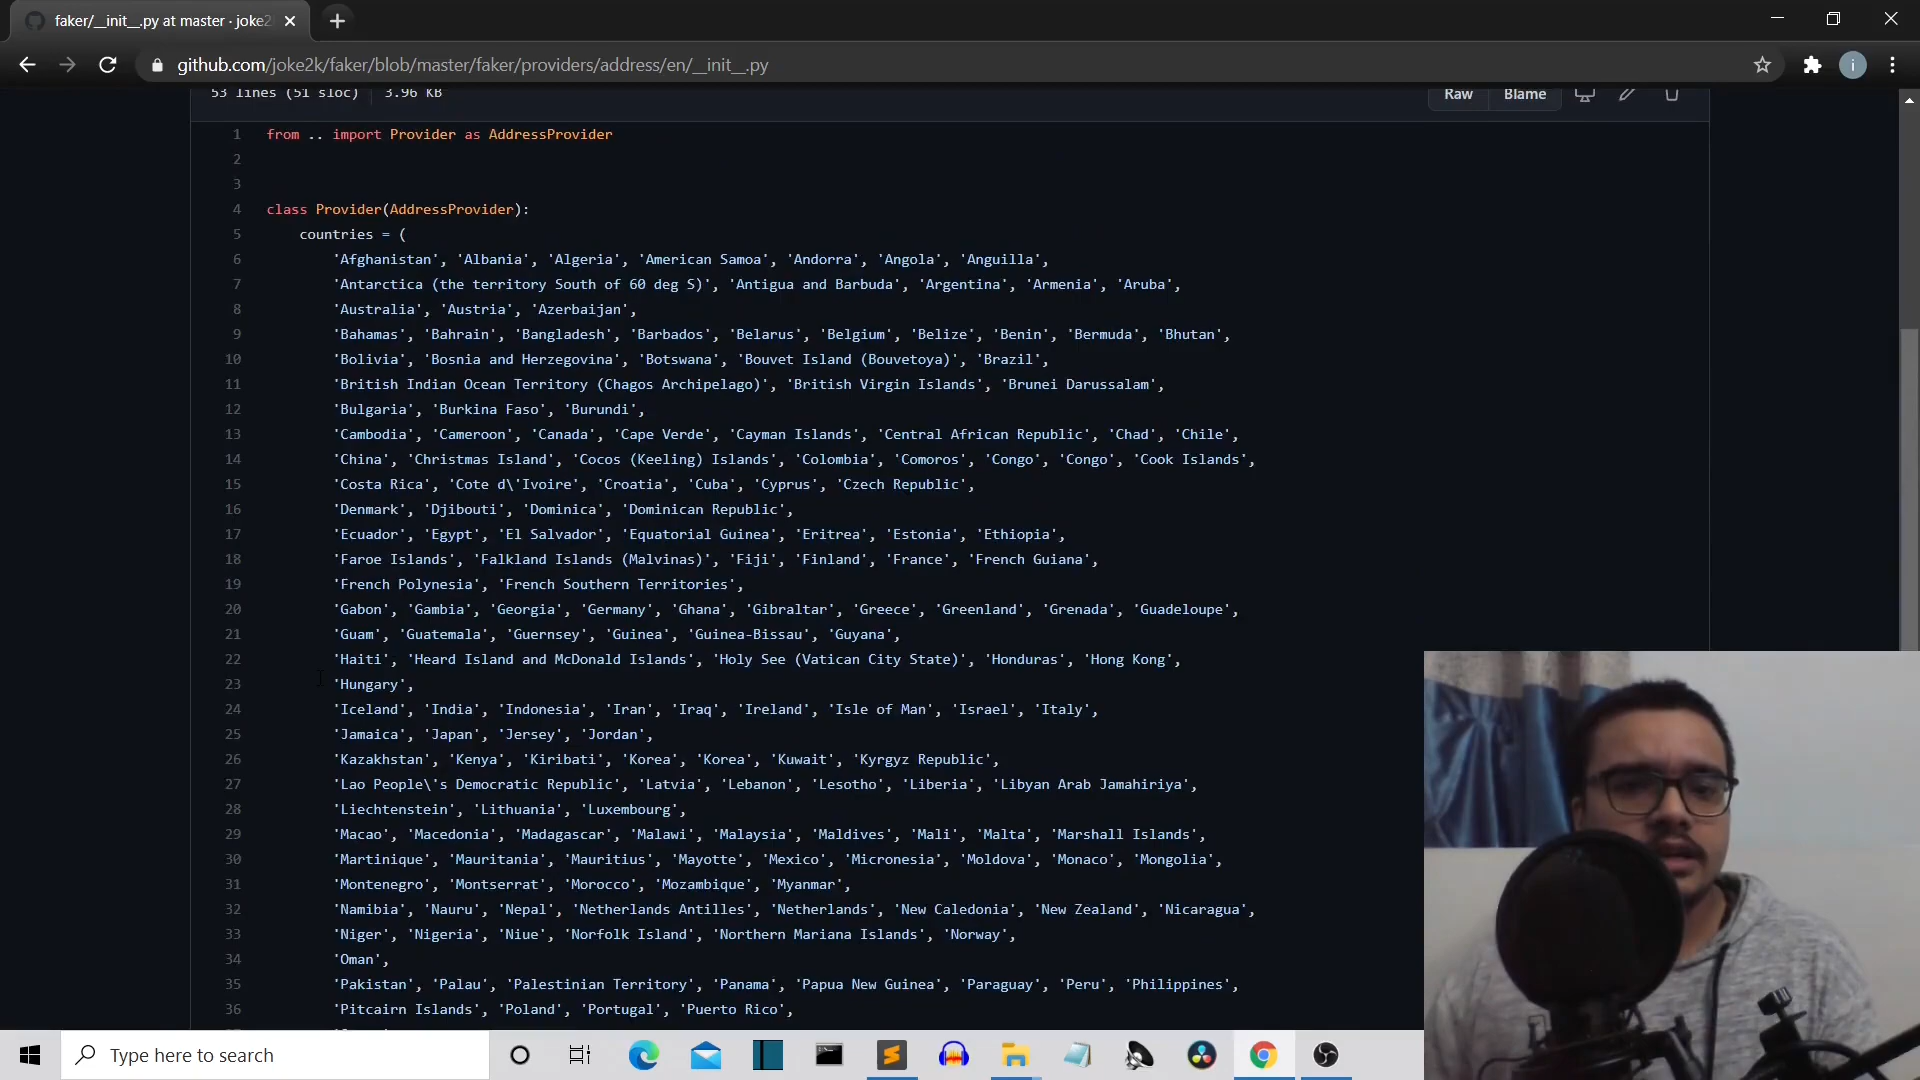 faker/__init__.py at master · joke2
github.com/joke2k/faker/blob/master/faker/providers/address/en/__init__.py
i
53 lines (51 sloc) 3.96 KB
Raw Blame
1 from .. import Provider as AddressProvider
2
3
4 class Provider(AddressProvider):
5 countries = (
6 'Afghanistan', 'Albania', 'Algeria', 'American Samoa', 'Andorra', 'Angola', 'Anguilla',
7 'Antarctica (the territory South of 60 deg S)', 'Antigua and Barbuda', 'Argentina', 'Armenia', 'Aruba',
8 'Australia', 'Austria', 'Azerbaijan',
9 'Bahamas', 'Bahrain', 'Bangladesh', 'Barbados', 'Belarus', 'Belgium', 'Belize', 'Benin', 'Bermuda', 'Bhutan',
10 'Bolivia', 'Bosnia and Herzegovina', 'Botswana', 'Bouvet Island (Bouvetoya)', 'Brazil',
11 'British Indian Ocean Territory (Chagos Archipelago)', 'British Virgin Islands', 'Brunei Darussalam',
12 'Bulgaria', 'Burkina Faso', 'Burundi',
13 'Cambodia', 'Cameroon', 'Canada', 'Cape Verde', 'Cayman Islands', 'Central African Republic', 'Chad', 'Chile',
14 'China', 'Christmas Island', 'Cocos (Keeling) Islands', 'Colombia', 'Comoros', 'Congo', 'Congo', 'Cook Islands',
15 'Costa Rica', 'Cote d\'Ivoire', 'Croatia', 'Cuba', 'Cyprus', 'Czech Republic',
16 'Denmark', 'Djibouti', 'Dominica', 'Dominican Republic',
17 'Ecuador', 'Egypt', 'El Salvador', 'Equatorial Guinea', 'Eritrea', 'Estonia', 'Ethiopia',
18 'Faroe Islands', 'Falkland Islands (Malvinas)', 'Fiji', 'Finland', 'France', 'French Guiana',
19 'French Polynesia', 'French Southern Territories',
20 'Gabon', 'Gambia', 'Georgia', 'Germany', 'Ghana', 'Gibraltar', 'Greece', 'Greenland', 'Grenada', 'Guadeloupe',
21 'Guam', 'Guatemala', 'Guernsey', 'Guinea', 'Guinea-Bissau', 'Guyana',
22 'Haiti', 'Heard Island and McDonald Islands', 'Holy See (Vatican City State)', 'Honduras', 'Hong Kong',
23 'Hungary',
24 'Iceland', 'India', 'Indonesia', 'Iran', 'Iraq', 'Ireland', 'Isle of Man', 'Israel', 'Italy',
25 'Jamaica', 'Japan', 'Jersey', 'Jordan',
26 'Kazakhstan', 'Kenya', 'Kiribati', 'Korea', 'Korea', 'Kuwait', 'Kyrgyz Republic',
27 'Lao People\'s Democratic Republic', 'Latvia', 'Lebanon', 'Lesotho', 'Liberia', 'Libyan Arab Jamahiriya',
28 'Liechtenstein', 'Lithuania', 'Luxembourg',
29 'Macao', 'Macedonia', 'Madagascar', 'Malawi', 'Malaysia', 'Maldives', 'Mali', 'Malta', 'Marshall Islands',
30 'Martinique', 'Mauritania', 'Mauritius', 'Mayotte', 'Mexico', 'Micronesia', 'Moldova', 'Monaco', 'Mongolia',
31 'Montenegro', 'Montserrat', 'Morocco', 'Mozambique', 'Myanmar',
32 'Namibia', 'Nauru', 'Nepal', 'Netherlands Antilles', 'Netherlands', 'New Caledonia', 'New Zealand', 'Nicaragua',
33 'Niger', 'Nigeria', 'Niue', 'Norfolk Island', 'Northern Mariana Islands', 'Norway',
34 'Oman',
35 'Pakistan', 'Palau', 'Palestinian Territory', 'Panama', 'Papua New Guinea', 'Paraguay', 'Peru', 'Philippines',
36 'Pitcairn Islands', 'Poland', 'Portugal', 'Puerto Rico',
Type here to search